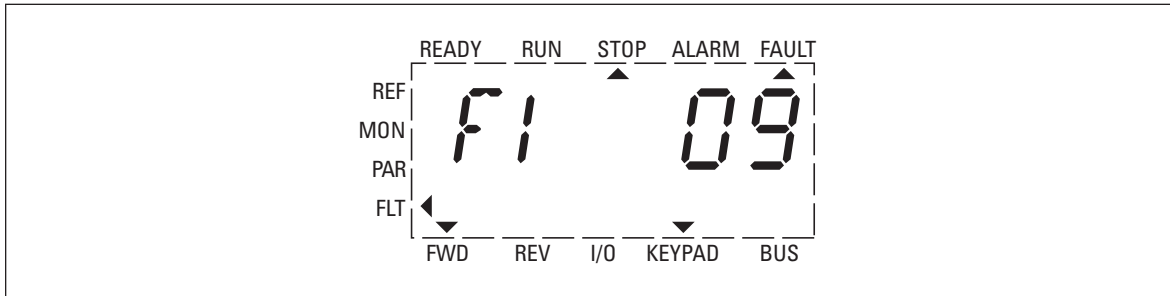 READY RUN STOP ALARM FAULT
REF
MON
PAR
FLT
F1 09
FWD REV I/O KEYPAD BUS